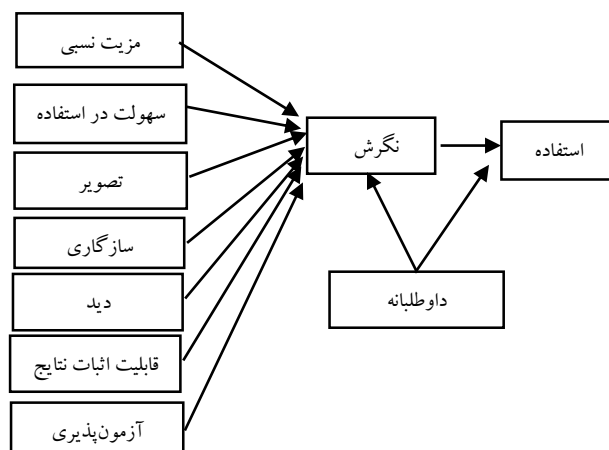 مزیت نسبی
سهولت در استفاده
تصویر
سازگاری
دید
قابلیت اثبات نتایج
آزمون‌پذیری
نگرش
استفاده
داوطلبانه